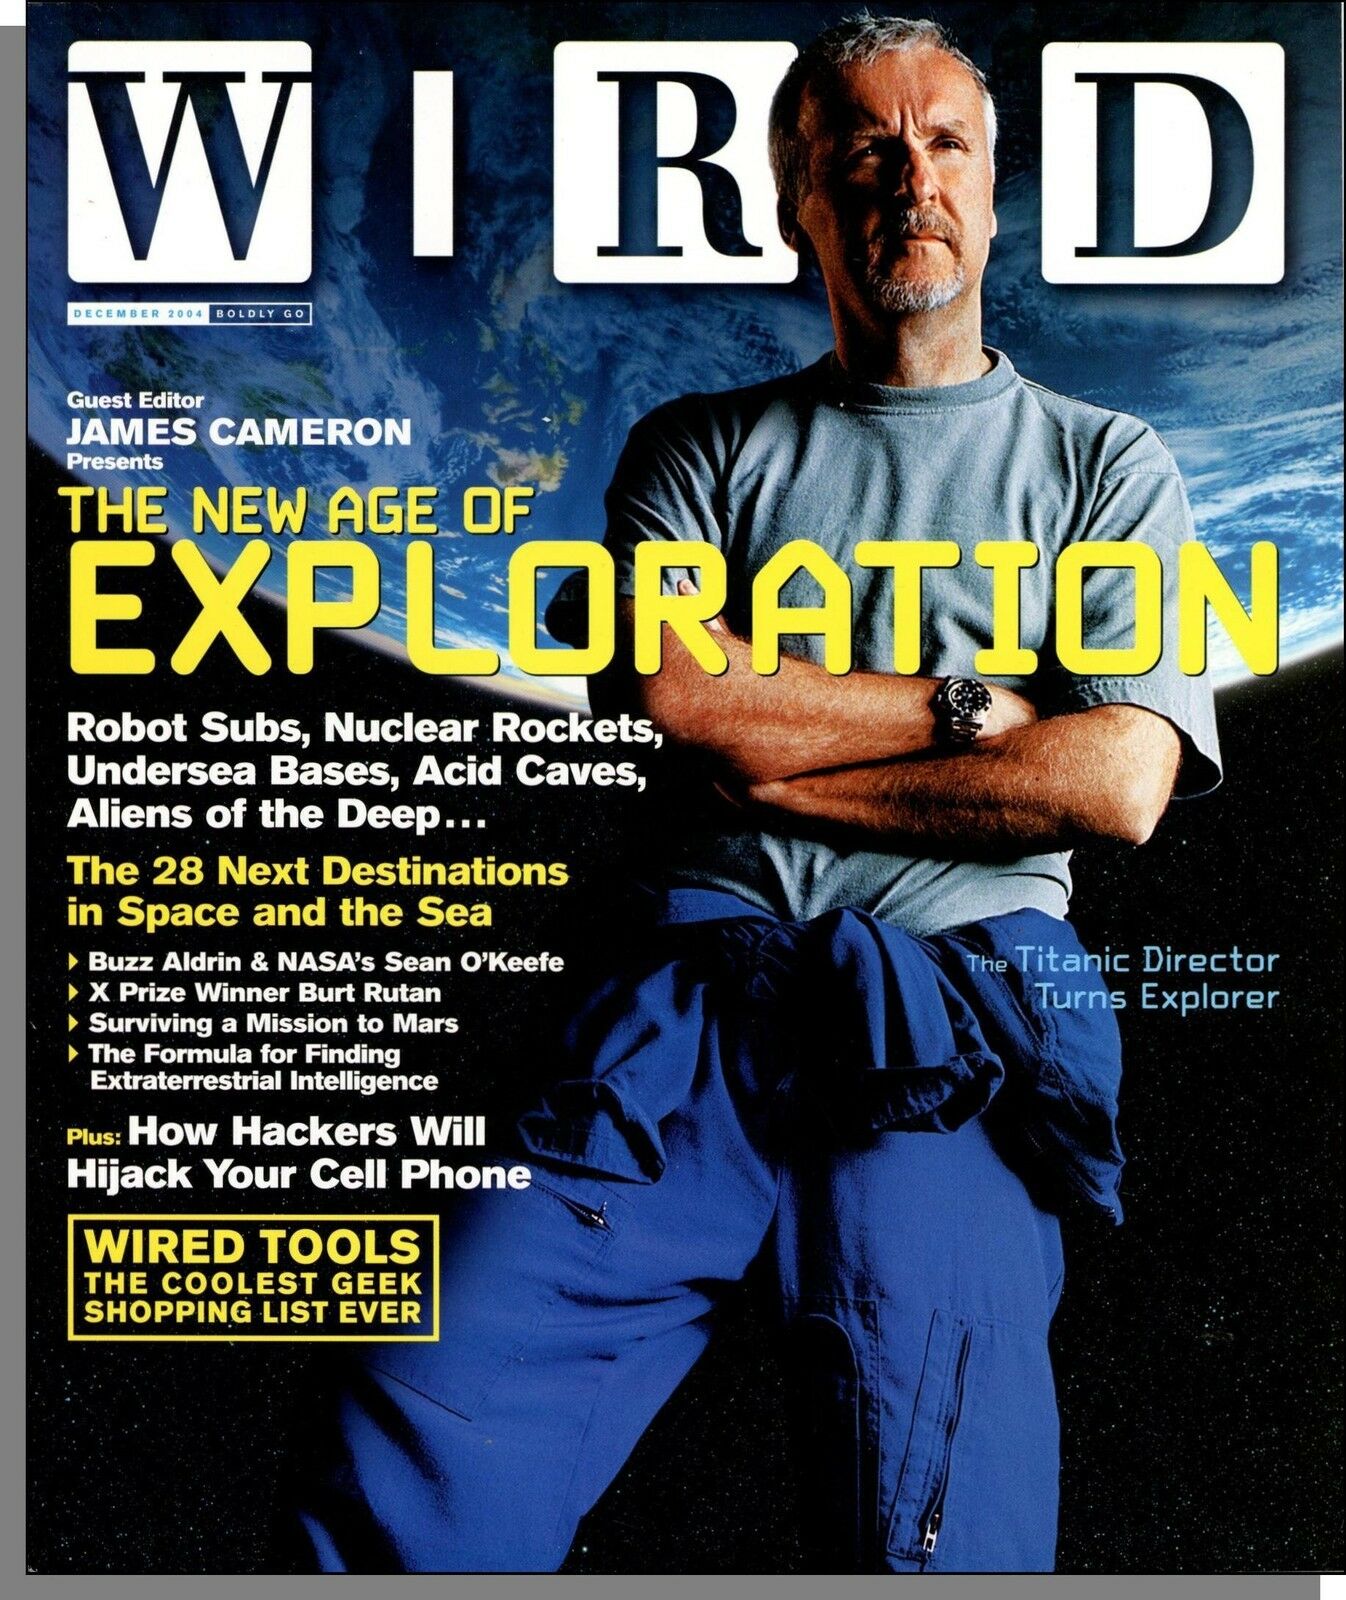 WIRED
DECEMBER 2004 BOLDLY GO
Guest Editor
JAMES CAMERON
Presents
THE NEW AGE OF
EXPLORATION
Robot Subs, Nuclear Rockets,
Undersea Bases, Acid Caves,
Aliens of the Deep...
The 28 Next Destinations
in Space and the Sea
Buzz Aldrin & NASA's Sean O'Keefe
X Prize Winner Burt Rutan
Surviving a Mission to Mars
The Formula for Finding
Extraterrestrial Intelligence
The Titanic Director
Turns Explorer
Plus: How Hackers Will
Hijack Your Cell Phone
WIRED TOOLS
THE COOLEST GEEK
SHOPPING LIST EVER